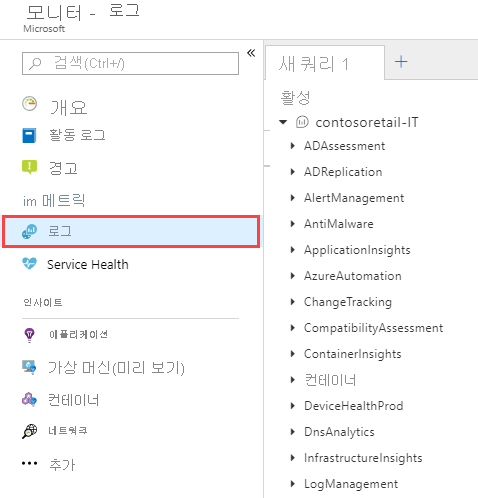 모니터 - 로그
Microsoft
검색(Ctrl+/)
개요
활동 로그
경고
im 메트릭
로그
Service Health
인사이트
애플리케이션
가상 머신(미리 보기)
컨테이너
네트워크
추가
새 쿼리 1
활성
contosoretail-IT
ADAssessment
ADReplication
AlertManagement
AntiMalware
ApplicationInsights
AzureAutomation
ChangeTracking
CompatibilityAssessment
ContainerInsights
컨테이너
DeviceHealthProd
DnsAnalytics
InfrastructureInsights
LogManagement